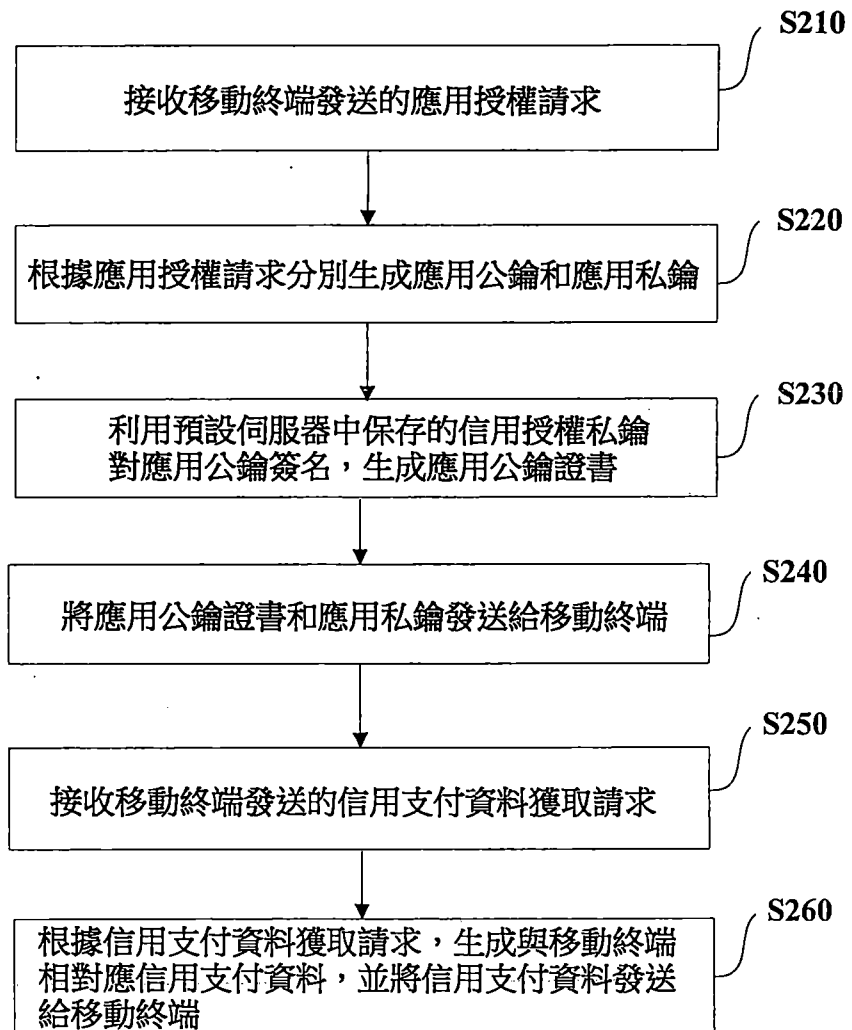 S210
接收移動終端發送的應用授權請求
S220
根據應用授權請求分別生成應用公鑰和應用私鑰
S230
利用預設伺服器中保存的信用授權私鑰
對應用公鑰簽名，生成應用公鑰證書
S240
將應用公鑰證書和應用私鑰發送給移動終端
S250
接收移動終端發送的信用支付資料獲取請求
S260
根據信用支付資料獲取請求，生成與移動終端
相對應信用支付資料，並將信用支付資料發送
給移動終端